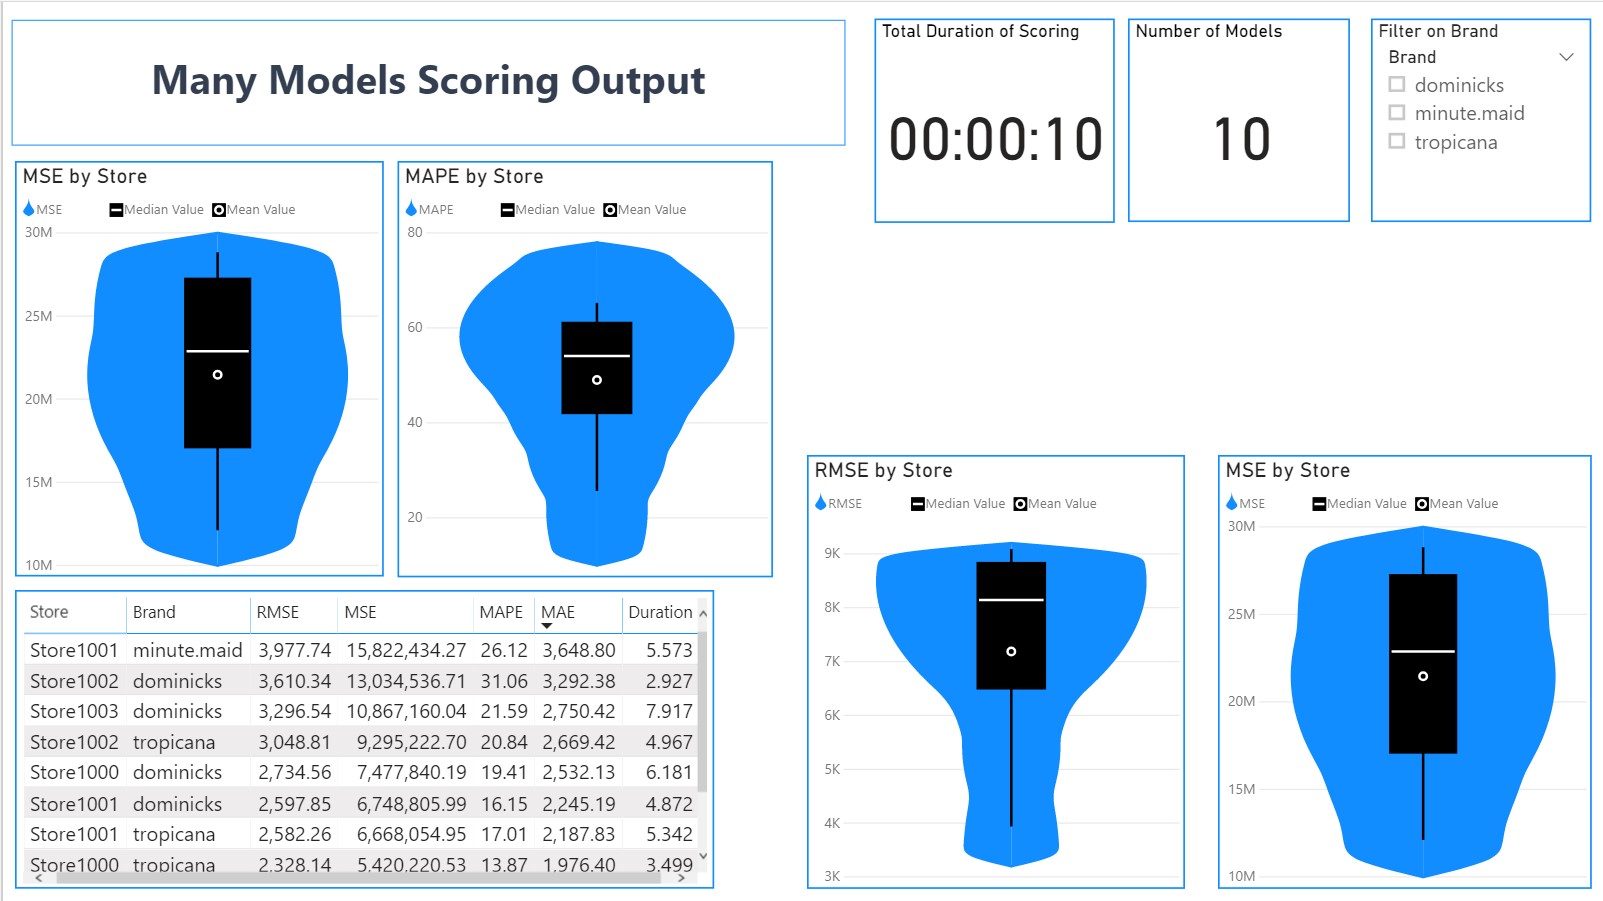 Many Models Scoring Output
Total Duration of Scoring
00:00:10
Number of Models
10
Filter on Brand
Brand
dominicks
minute.maid
tropicana
MSE by Store
MSE Median Value Mean Value
30M
25M
20M
15M
10M
MAPE by Store
MAPE Median Value Mean Value
80
60
40
20
Store Brand RMSE MSE MAPE MAE Duration
Store1001 minute.maid 3,977.74 15,822,434.27 26.12 3,648.80 5.573
Store1002 dominicks 3,610.34 13,034,536.71 31.06 3,292.38 2.927
Store1003 dominicks 3,296.54 10,867,160.04 21.59 2,750.42 7.917
Store1002 tropicana 3,048.81 9,295,222.70 20.84 2,669.42 4.967
Store1000 dominicks 2,734.56 7,477,840.19 19.41 2,532.13 6.181
Store1001 dominicks 2,597.85 6,748,805.99 16.15 2,245.19 4.872
Store1001 tropicana 2,582.26 6,668,054.95 17.01 2,187.83 5.342
Store1000 tropicana 2,328.14 5,420,220.53 13.87 1,976.40 3.499
RMSE by Store
RMSE Median Value Mean Value
9K
8K
7K
6K
5K
4K
3K
MSE by Store
MSE Median Value Mean Value
30M
25M
20M
15M
10M